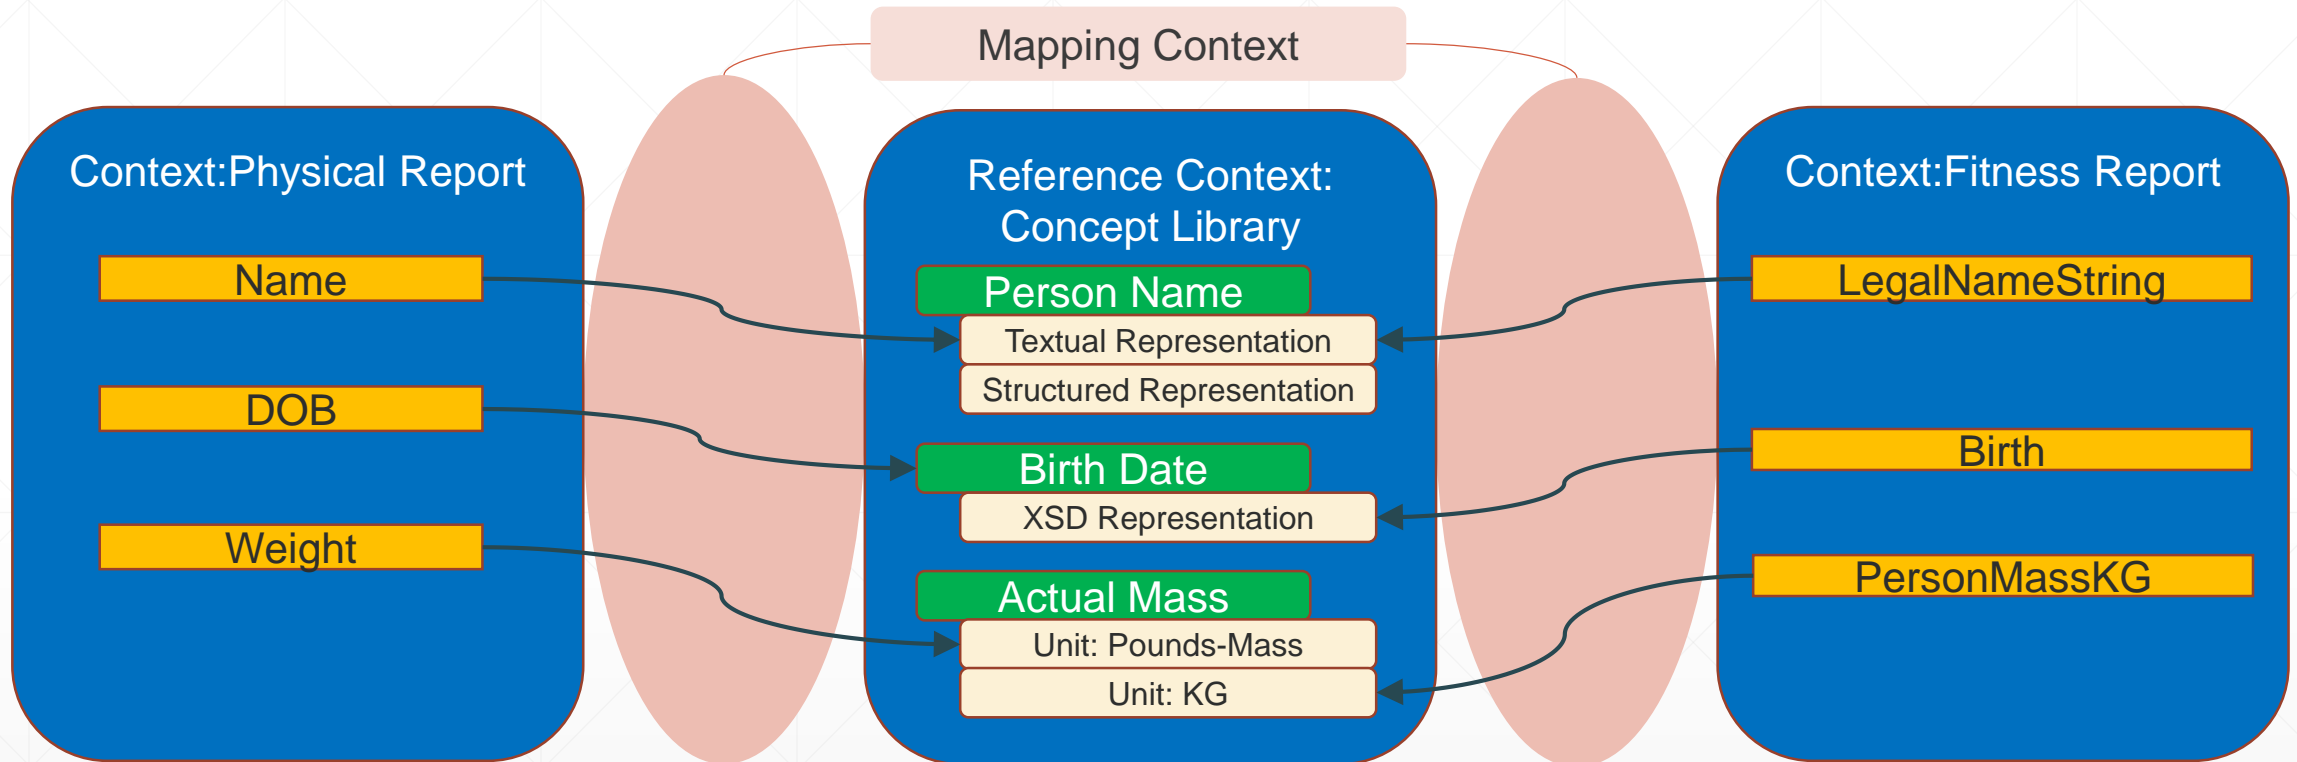 Mapping Context
Context:Physical Report
Name
DOB
Weight
Reference Context:
Concept Library
Person Name
Textual Representation
Structured Representation
Birth Date
XSD Representation
Actual Mass
Unit: Pounds-Mass
Unit: KG
Context:Fitness Report
LegalNameString
Birth
PersonMassKG